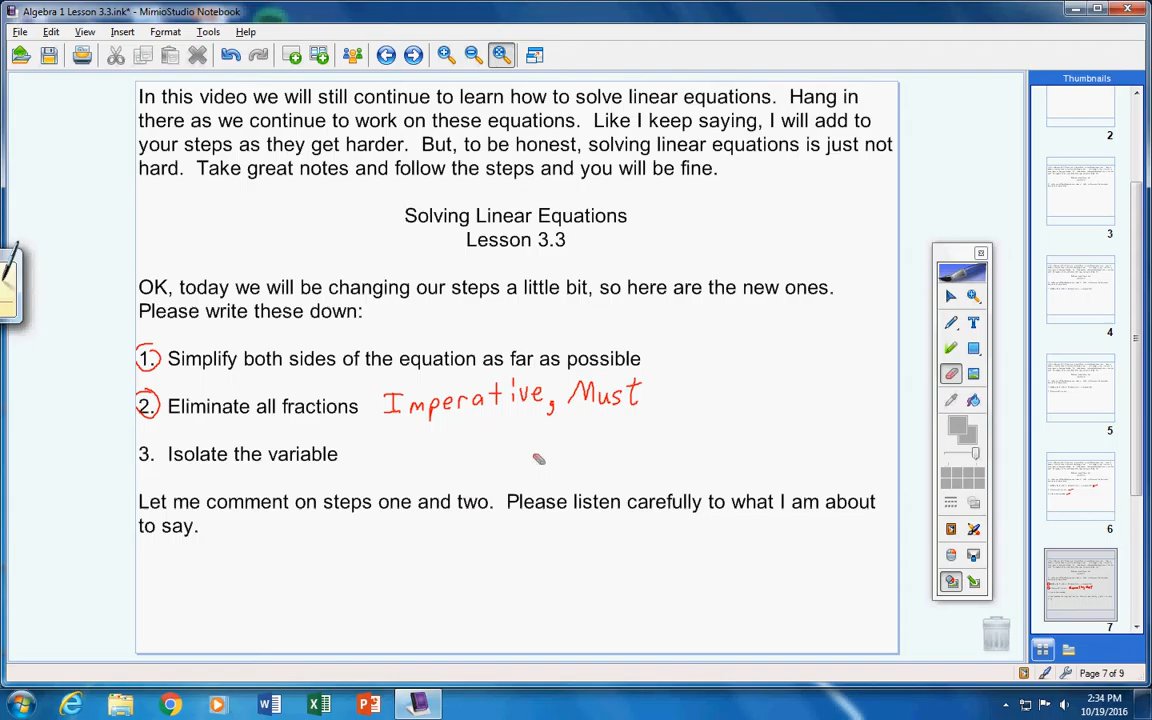 Algebra 1 Lesson 3.3.ink* - MimioStudio Notebook
File Edit View Insert Format Tools Help
In this video we will still continue to learn how to solve linear equations. Hang in
there as we continue to work on these equations. Like I keep saying, I will add to
your steps as they get harder. But, to be honest, solving linear equations is just not
hard. Take great notes and follow the steps and you will be fine.
Solving Linear Equations
Lesson 3.3
OK, today we will be changing our steps a little bit, so here are the new ones.
Please write these down:
1. Simplify both sides of the equation as far as possible
2. Eliminate all fractions Imperative, Must
3. Isolate the variable
Let me comment on steps one and two. Please listen carefully to what I am about
to say.
Thumbnails
2
3
4
5
6
7
Page 7 of 9
2:34 PM
10/19/2016